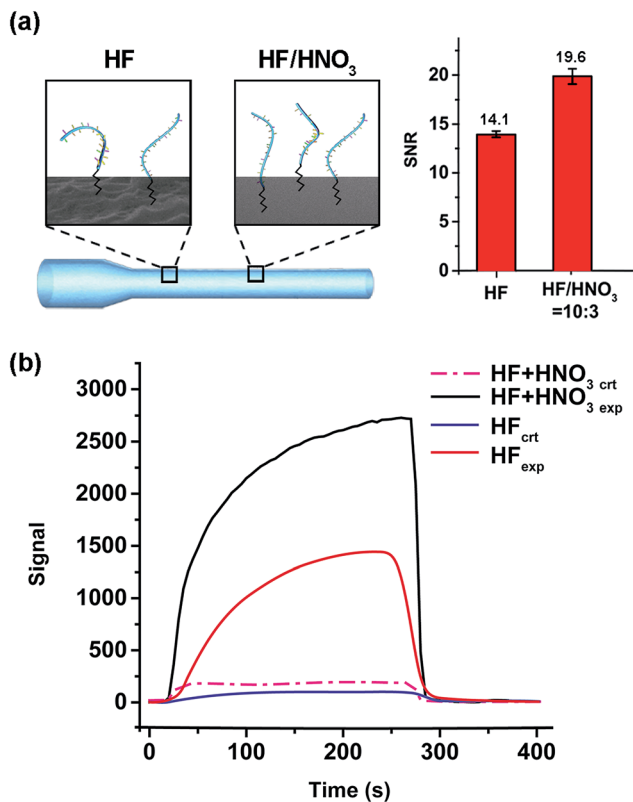 (a)
HF
HF/HNO3
SNR
20
15
10
5
0
14.1
19.6
HF
HF/HNO3
=10:3
(b)
Signal
3000
2500
2000
1500
1000
500
0
HF+HNO3 crt
HF+HNO3 exp
HFcrt
HFexp
0
100
200
300
400
Time (s)